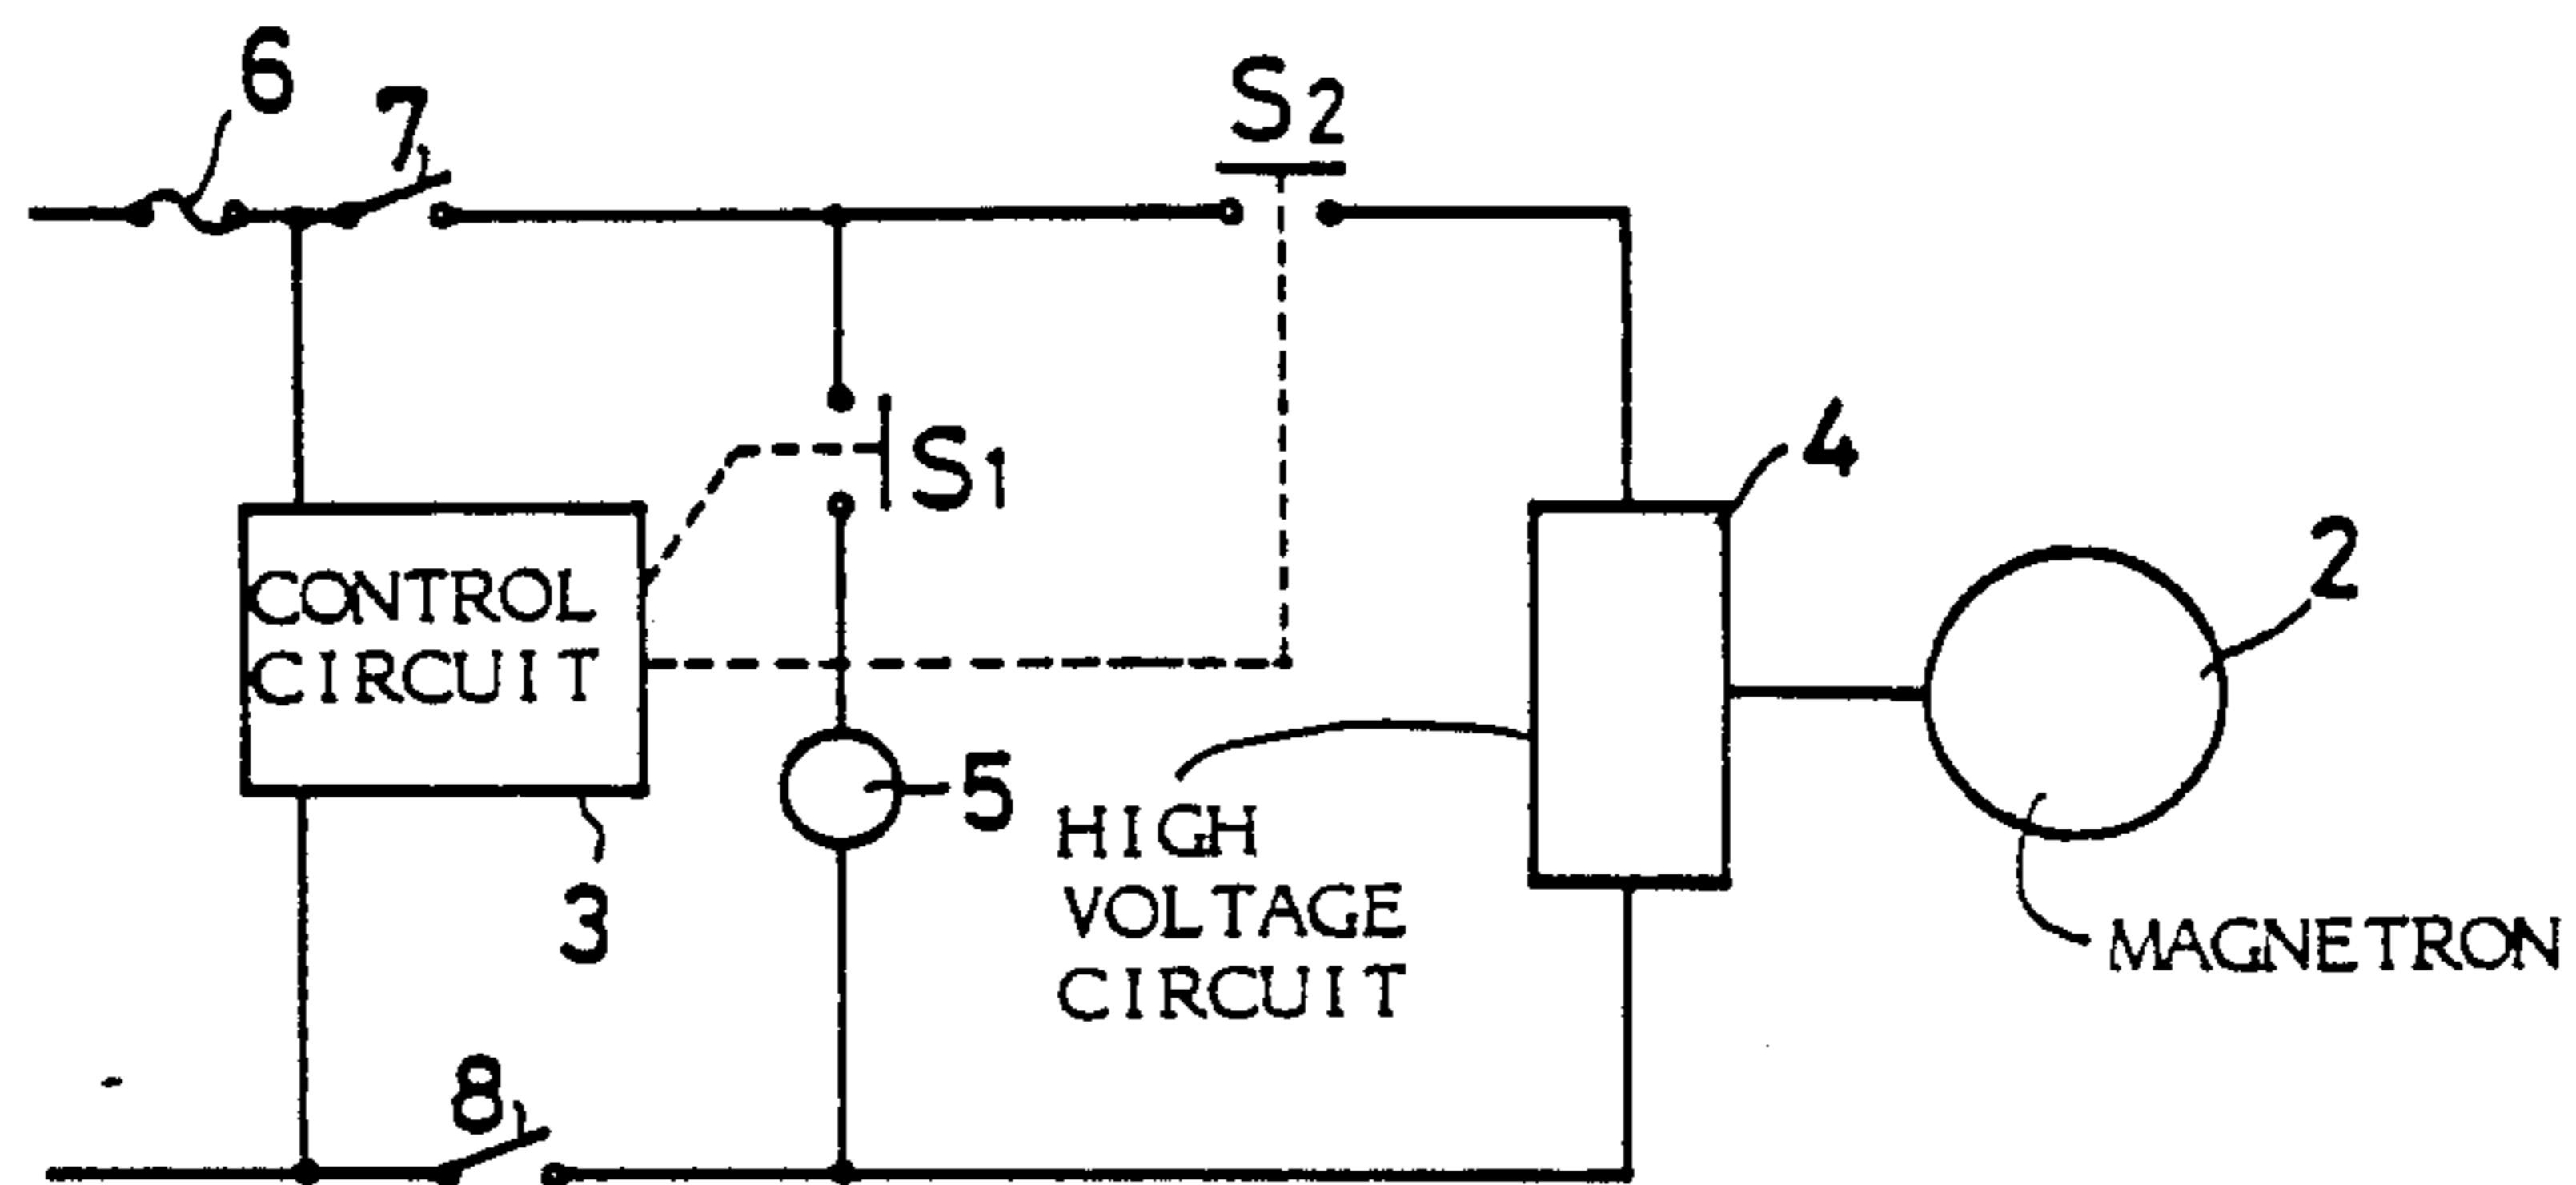 6
7
S2
S1
4
2
CONTROL
CIRCUIT
5
3
HIGH
VOLTAGE
CIRCUIT
MAGNETRON
8